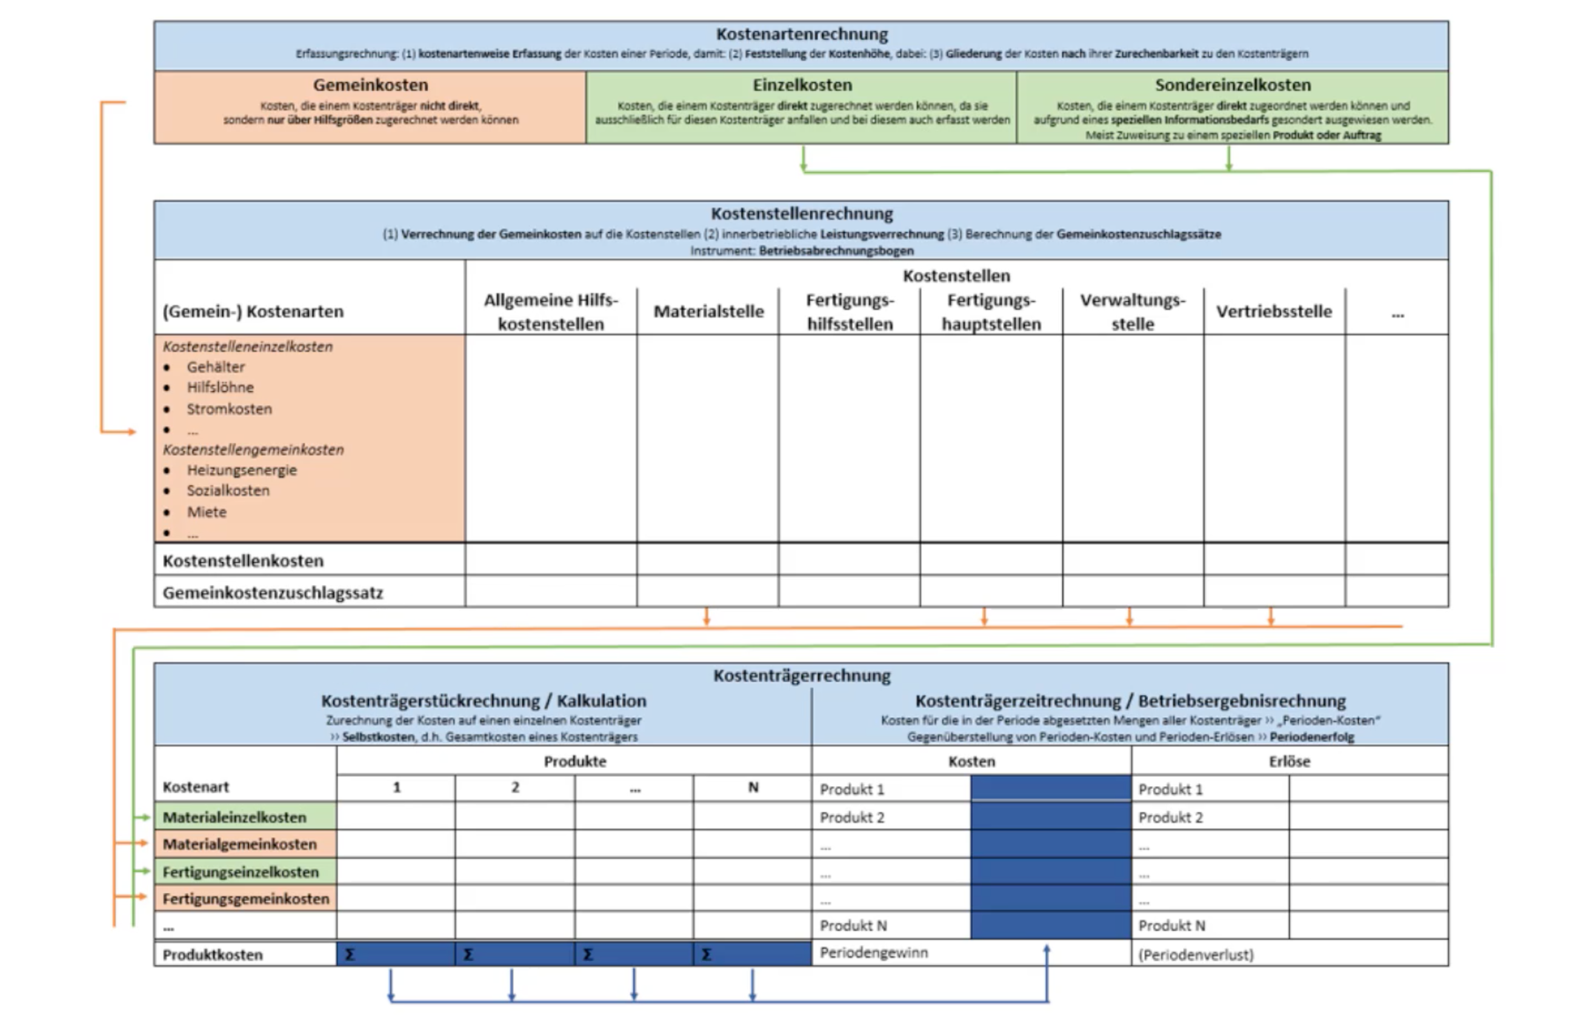 Kostenartenrechnung
Erfassungsrechnung: (1) kostenartenweise Erfassung der Kosten einer Periode, damit: (2) Feststellung der Kostenhöhe, dabei: (3) Gliederung der Kosten nach ihrer Zurechenbarkeit zu den Kostenträgern
Gemeinkosten
Kosten, die einem Kostenträger nicht direkt,
sondern nur über Hilfsgrößen zugerechnet werden können
Einzelkosten
Kosten, die einem Kostenträger direkt zugerechnet werden können, da sie
ausschließlich für diesen Kostenträger anfallen und bei diesem auch erfasst werden
Sondereinzelkosten
Kosten, die einem Kostenträger direkt zugeordnet werden können und
aufgrund eines speziellen Informationsbedarfs gesondert ausgewiesen werden.
Meist Zuweisung zu einem speziellen Produkt oder Auftrag
Kostenstellenrechnung
(1) Verrechnung der Gemeinkosten auf die Kostenstellen (2) innerbetriebliche Leistungsverrechnung (3) Berechnung der Gemeinkostenzuschlagssätze
Instrument: Betriebsabrechnungsbogen
(Gemein-) Kostenarten
Kostenstellen
Allgemeine Hilfs-
kostenstellen
Materialstelle
Fertigungs-
hilfsstellen
Fertigungs-
hauptstellen
Verwaltungs-
stelle
Vertriebsstelle
...
Kostenstelleneinzelkosten
• Gehälter
• Hilfslöhne
• Stromkosten
• ...
Kostenstellengemeinkosten
• Heizungsenergie
• Sozialkosten
• Miete
• ...
Kostenstellenkosten
Gemeinkostenzuschlagssatz
Kostenträgerrechnung
Kostenträgerstückrechnung / Kalkulation
Zurechnung der Kosten auf einen einzelnen Kostenträger
›› Selbstkosten, d.h. Gesamtkosten eines Kostenträgers
Kostenträgerzeitrechnung / Betriebsergebnisrechnung
Kosten für die in der Periode abgesetzten Mengen aller Kostenträger ›› „Perioden-Kosten“
Gegenüberstellung von Perioden-Kosten und Perioden-Erlösen ›› Periodenerfolg
Produkte
Kosten
Erlöse
Kostenart 1 2 ... N
Produkt 1
Produkt 1
Materialeinzelkosten
Produkt 2
Produkt 2
Materialgemeinkosten
...
...
Fertigungseinzelkosten
...
...
Fertigungsgemeinkosten
...
...
...
Produkt N
Produkt N
Produktkosten Σ Σ Σ Σ
Periodengewinn
(Periodenverlust)